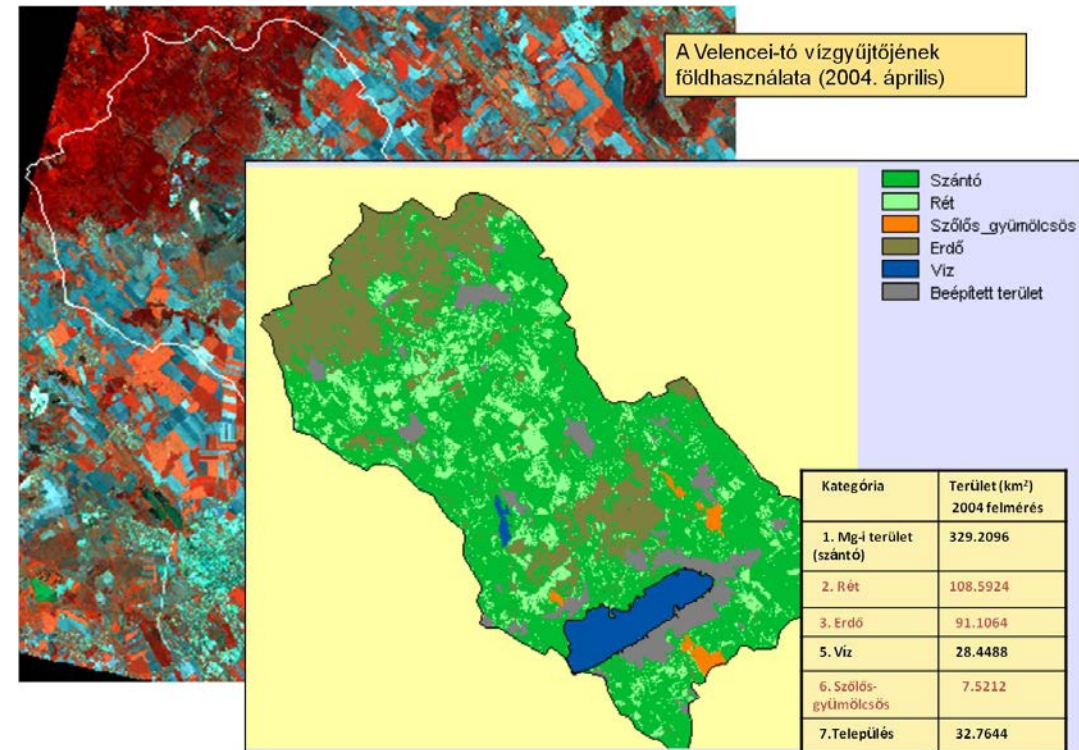 A Velencei-tó vízgyűjtőjének
földhasználata (2004. április)
Szántó
Rét
Szőlős_gyümölcsös
Erdő
Víz
Beépített terület
Kategória Terület (km²)
2004 felmérés
1. Mg-i terület 329.2096
(szántó)
2. Rét 108.5924
3. Erdő 91.1064
5. Víz 28.4488
6. Szőlős- 7.5212
gyümölcsös
7.Település 32.7644